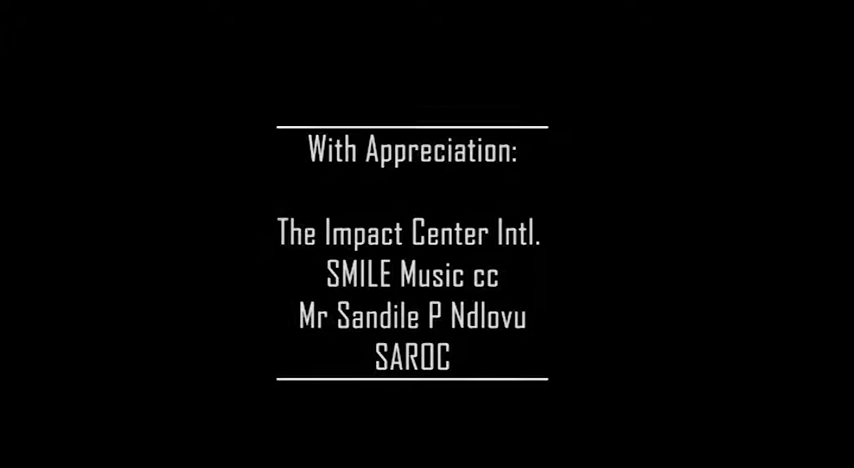 With Appreciation:
The Impact Center Intl.
SMILE Music cc
Mr Sandile P Ndlovu
SAROC